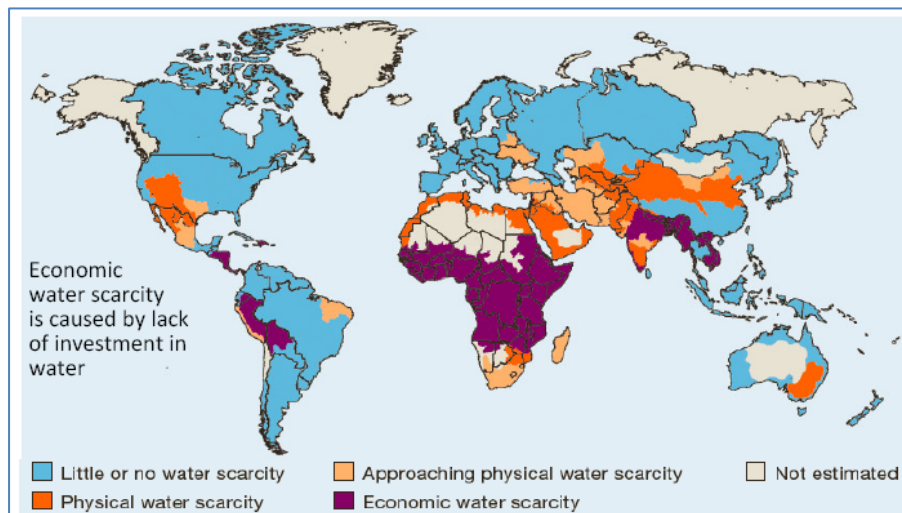 Economic
water scarcity
is caused by lack
of investment in
water
Little or no water scarcity
Approaching physical water scarcity
Not estimated
Physical water scarcity
Economic water scarcity